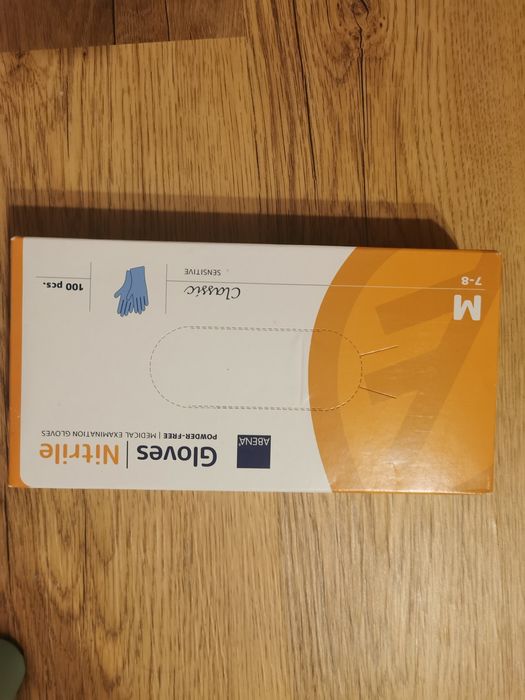 ABENA
Gloves | Nitrile
POWDER-FREE | MEDICAL EXAMINATION GLOVES
M
7-8
Classic
SENSITIVE
100 pcs.